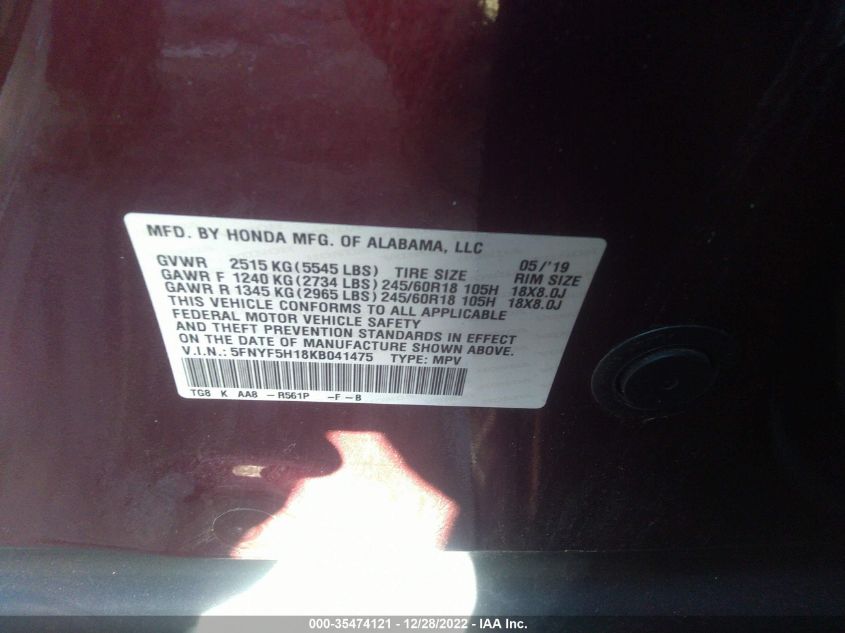 MFD. BY HONDA MFG. OF ALABAMA, LLC
GVWR 2515 KG (5545 LBS) TIRE SIZE 05/'19 RIM SIZE
GAWR F 1240 KG (2734 LBS) 245/60R18 105H 18X8.0J
GAWR R 1345 KG (2965 LBS) 245/60R18 105H 18X8.0J
THIS VEHICLE CONFORMS TO ALL APPLICABLE
FEDERAL MOTOR VEHICLE SAFETY
AND THEFT PREVENTION STANDARDS IN EFFECT
ON THE DATE OF MANUFACTURE SHOWN ABOVE.
V.I.N.: 5FNYF5H18KB041475 TYPE: MPV
TG8 K AA8 – R561P –F – B
000-35474121 - 12/28/2022 - IAA Inc.